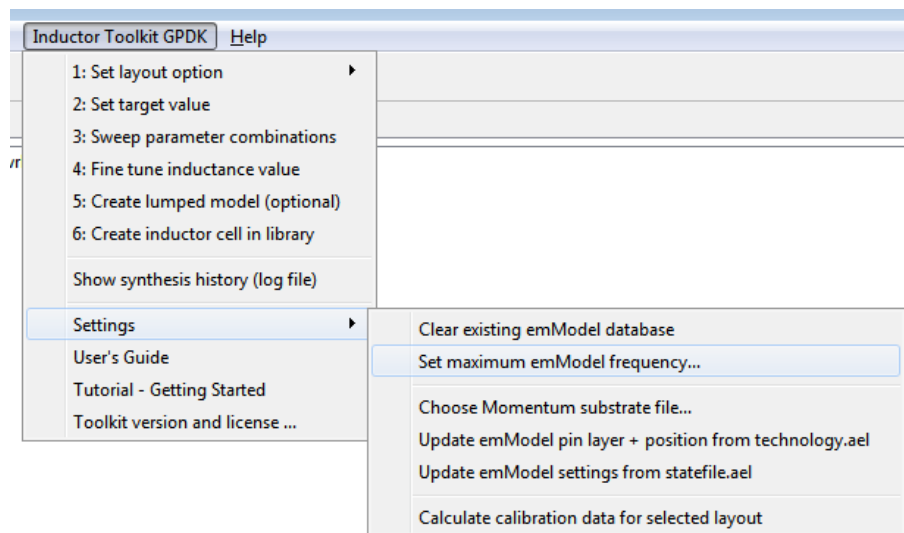 Inductor Toolkit GPDK Help
1: Set layout option
2: Set target value
3: Sweep parameter combinations
4: Fine tune inductance value
5: Create lumped model (optional)
6: Create inductor cell in library
Show synthesis history (log file)
Settings
User's Guide
Tutorial - Getting Started
Toolkit version and license ...
Clear existing emModel database
Set maximum emModel frequency...
Choose Momentum substrate file...
Update emModel pin layer + position from technology.ael
Update emModel settings from statefile.ael
Calculate calibration data for selected layout